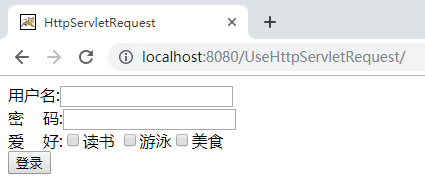 HttpServletRequest
localhost:8080/UseHttpServletRequest/
用户名:
密 码:
爱 好: 读书 游泳 美食
登录